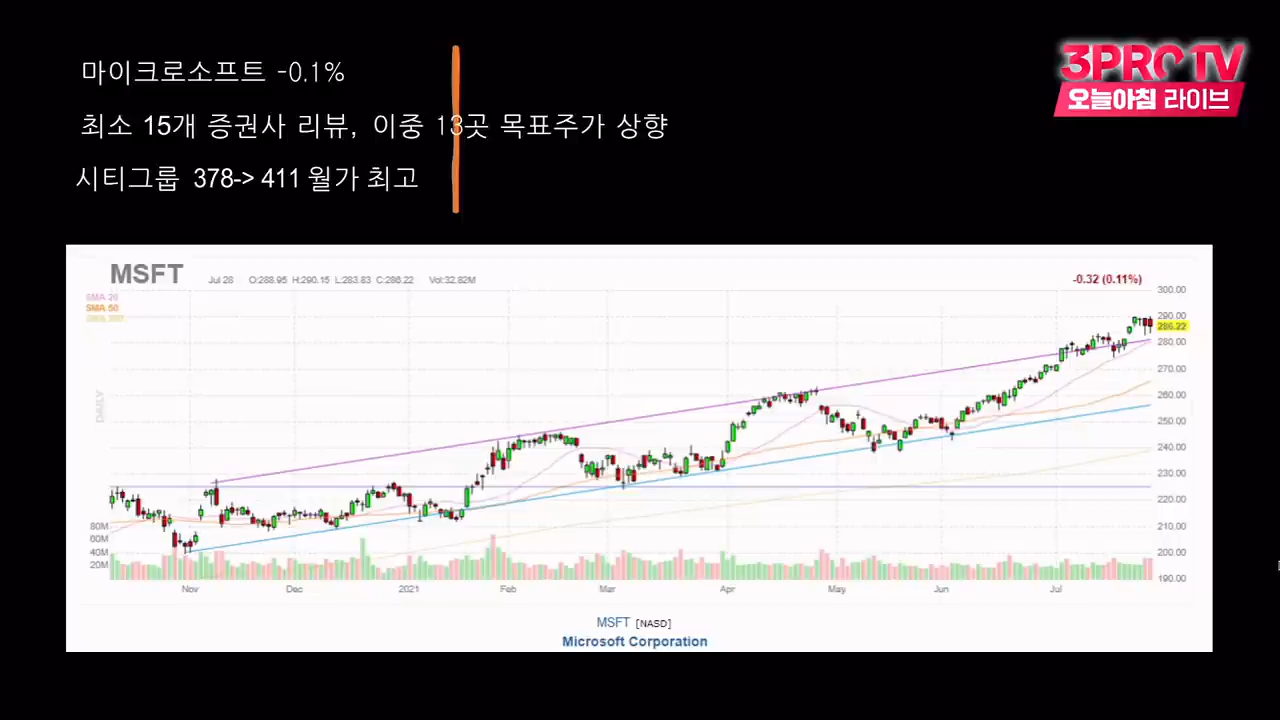 마이크로소프트 -0.1%
최소 15개 증권사 리뷰, 이중 13곳 목표주가 상향
시티그룹 378-> 411 월가 최고
3PRO TV
오늘아침 라이브
MSFT Jul 28 O:288.95 H:290.15 L:283.83 C:286.22 Vol:32.82M -0.32 (0.11%)
SMA 20
SMA 50
SMA 200
DAILY
300.00
290.00
286.22
280.00
270.00
260.00
250.00
240.00
230.00
220.00
210.00
200.00
190.00
80M
60M
40M
20M
Nov Dec 2021 Feb Mar Apr May Jun Jul
MSFT [NASD]
Microsoft Corporation